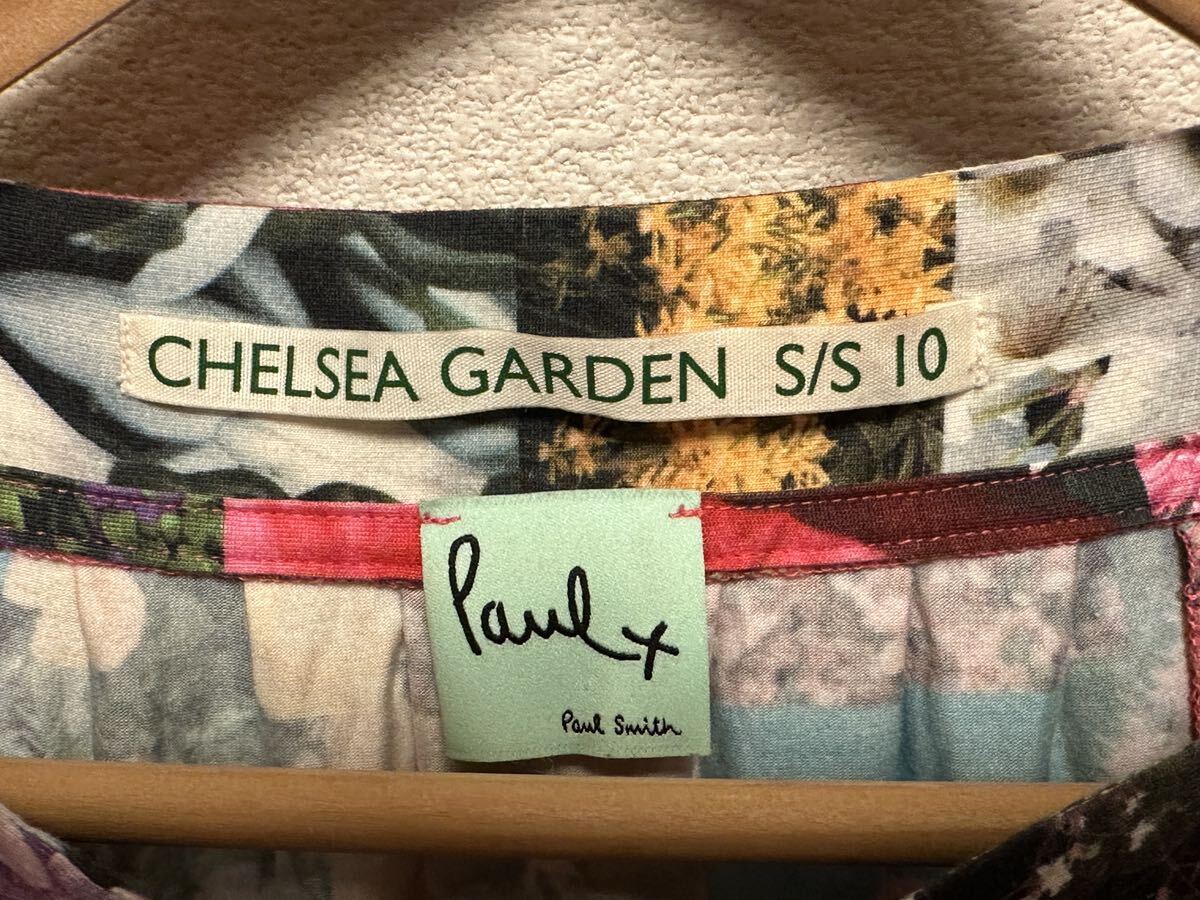 CHELSEA GARDEN S/S 10
Paul x
Paul Smith